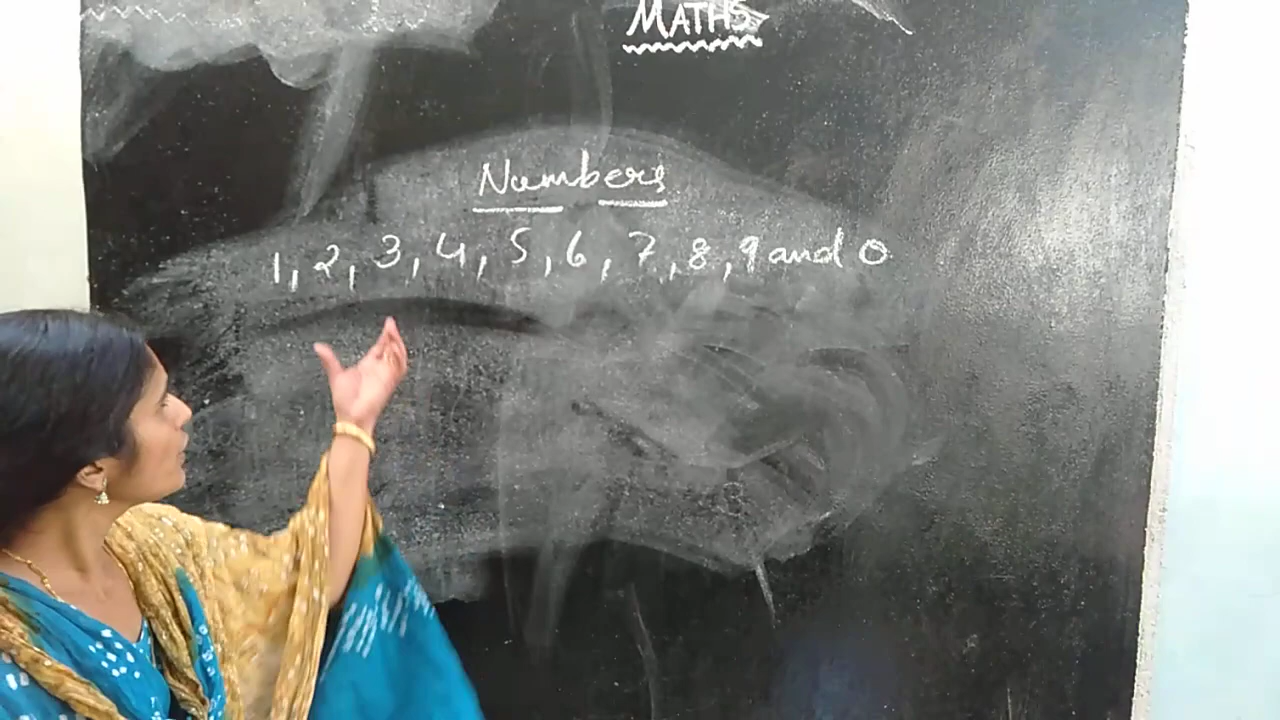 MATHS
Numbers
1, 2, 3, 4, 5, 6, 7, 8, 9 and 0